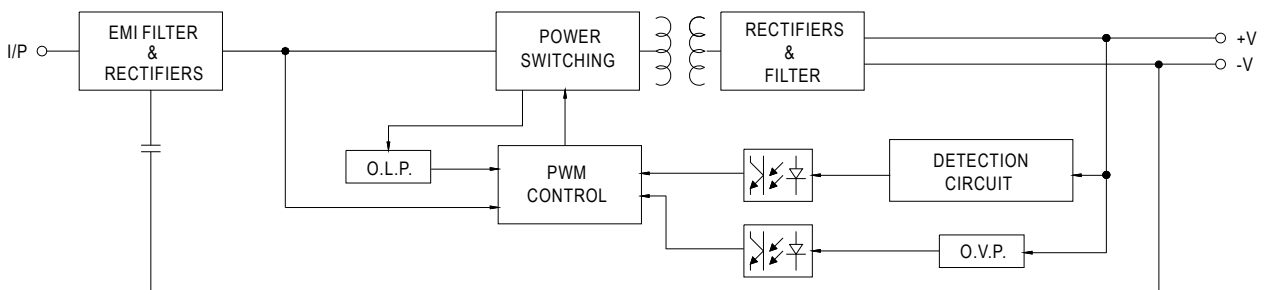 I/P
EMI FILTER
&
RECTIFIERS
POWER
SWITCHING
RECTIFIERS
&
FILTER
+V
-V
O.L.P.
PWM
CONTROL
DETECTION
CIRCUIT
O.V.P.